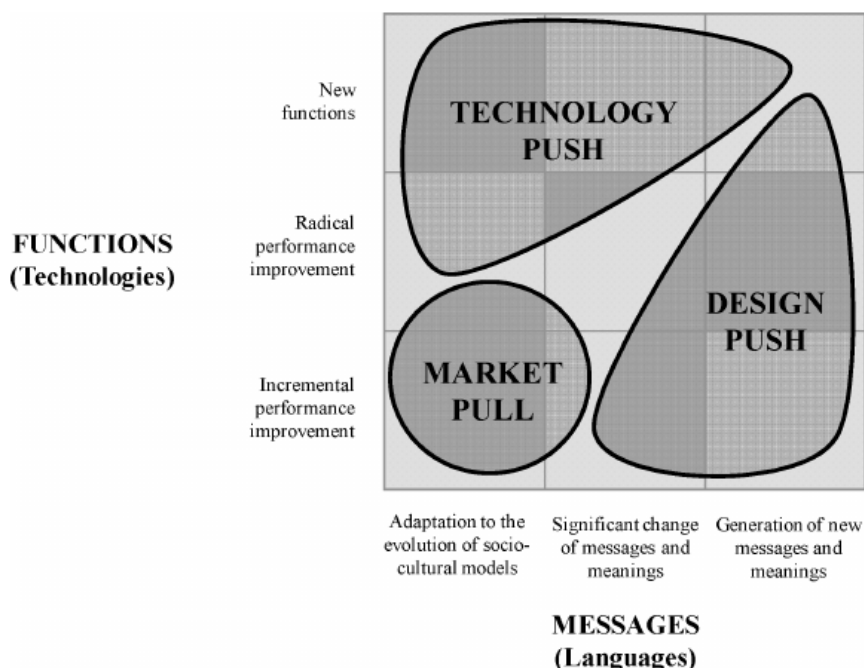 New
functions
TECHNOLOGY
PUSH
FUNCTIONS
(Technologies)
Radical
performance
improvement
DESIGN
PUSH
MARKET
PULL
Incremental
performance
improvement
Adaptation to the
evolution of socio-
cultural models
Significant change
of messages and
meanings
Generation of new
messages and
meanings
MESSAGES
(Languages)